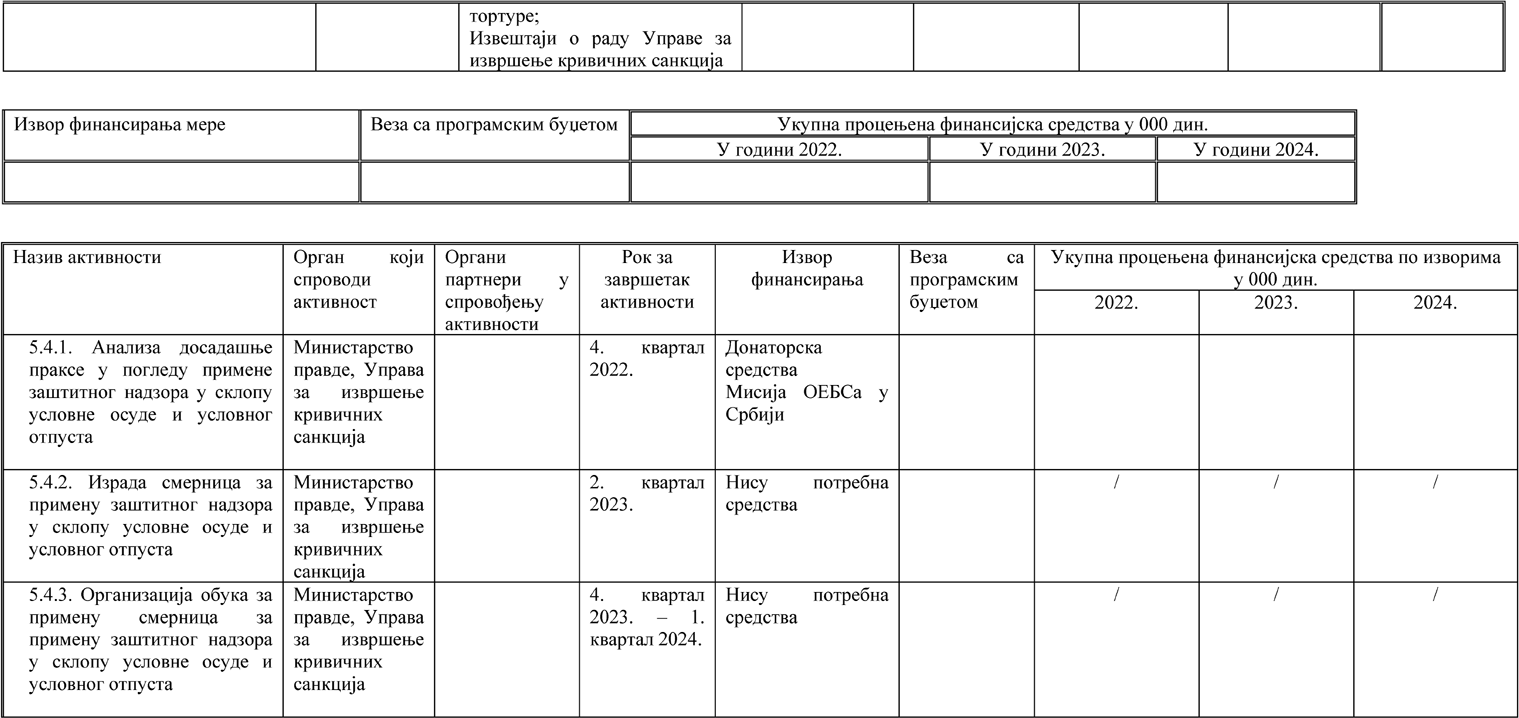 тортуре;
Извештаји о раду Управе за
извршење кривичних санкција
Извор финансирања мере
Веза са програмским буџетом
Укупна процењена финансијска средства у 000 дин.
У години 2022.
У години 2023.
У години 2024.
Назив активности
Орган који
спроводи
активност
Органи
партнери у
спровођењу
активности
Рок за
завршетак
активности
Извор
финансирања
Веза са
програмским
буџетом
Укупна процењена финансијска средства по изворима
у 000 дин.
2022.
2023.
2024.
5.4.1. Анализа досадашње
праксе у погледу примене
заштитног надзора у склопу
условне осуде и условног
отпуста
Министарство
правде, Управа
за извршење
кривичних
санкција
4. квартал
2022.
Донаторска
средства
Мисија ОЕБСа у
Србији
5.4.2. Израда смерница за
примену заштитног надзора
у склопу условне осуде и
условног отпуста
Министарство
правде, Управа
за извршење
кривичних
санкција
2. квартал
2023.
Нису потребна
средства
/
/
/
5.4.3. Организација обука за
примену смерница за
примену заштитног надзора
у склопу условне осуде и
условног отпуста
Министарство
правде, Управа
за извршење
кривичних
санкција
4. квартал
2023. – 1.
квартал 2024.
Нису потребна
средства
/
/
/